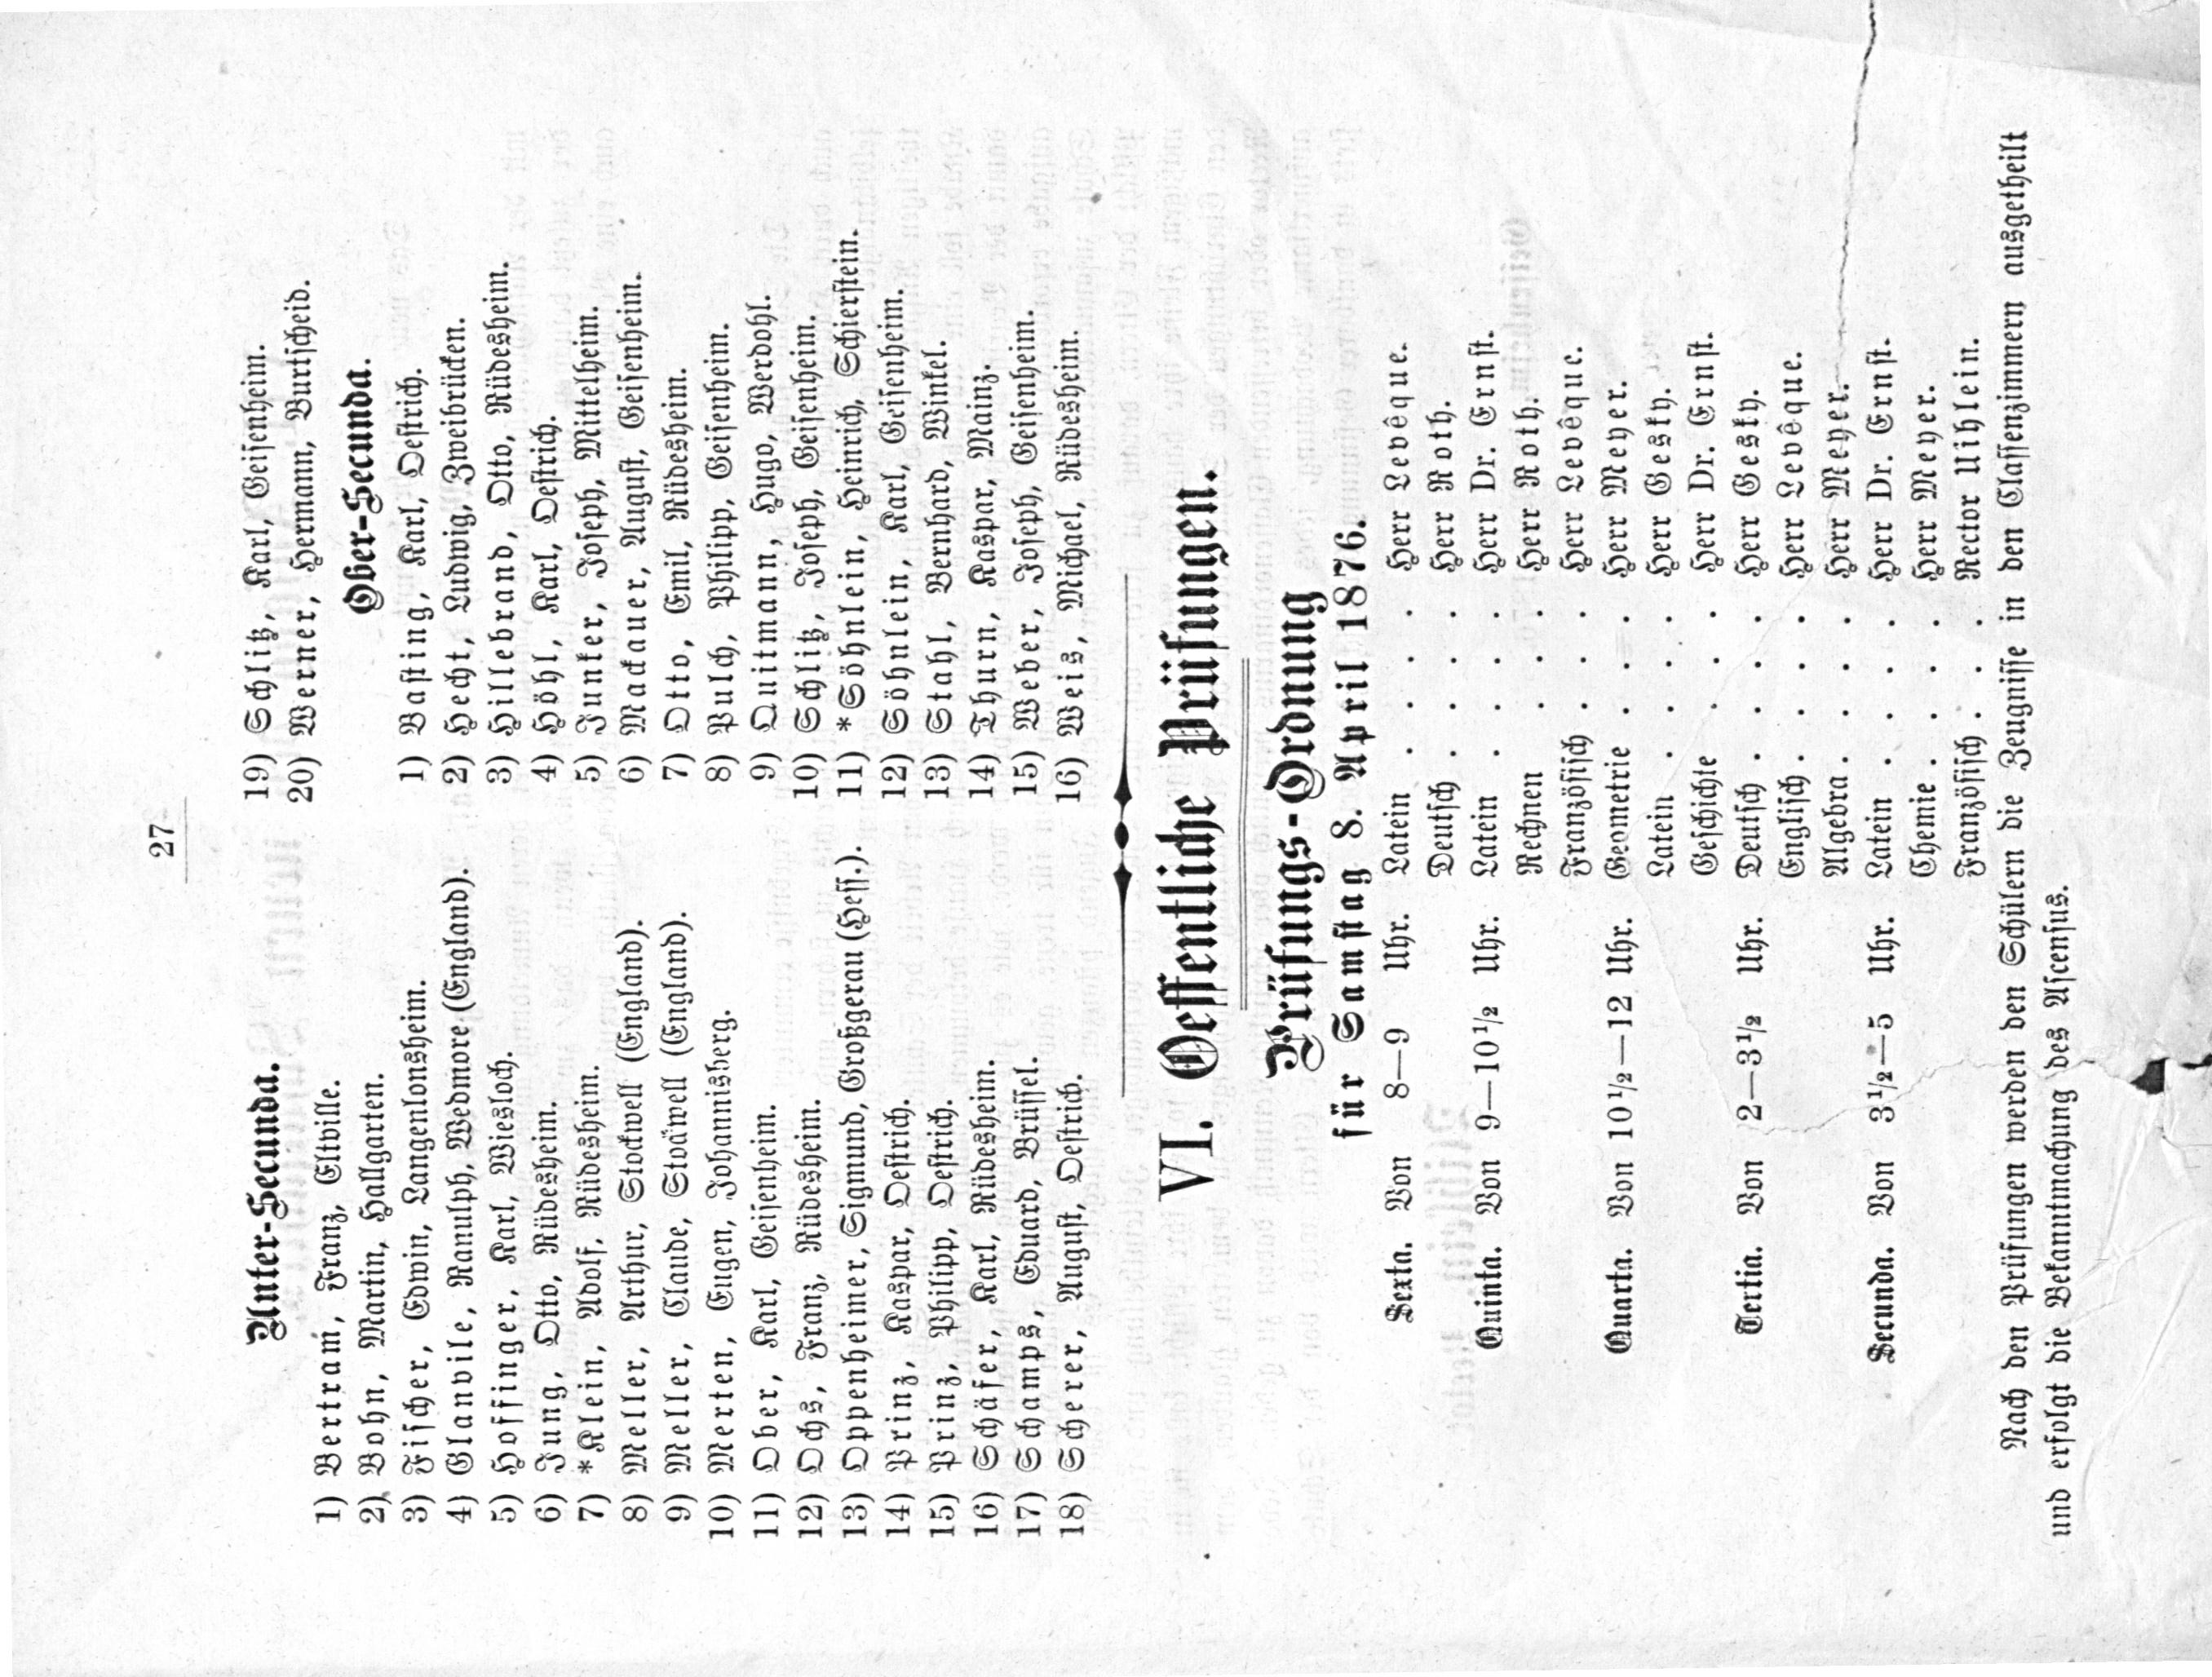 27
Unter-Secunda.
1) Bertram, Franz, Eltville.
2) Bohn, Martin, Hallgarten.
3) Fischer, Edwin, Langenlonsheim.
4) Glanvile, Ranulph, Wedmore (England).
5) Hoffinger, Karl, Wiesloch.
6) Jung, Otto, Rüdesheim.
7) *Klein, Adolf, Rüdesheim.
8) Meller, Arthur, Stockwell (England).
9) Meller, Claude, Stockwell (England).
10) Merten, Eugen, Johannisberg.
11) Ober, Karl, Geisenheim.
12) Ochs, Franz, Rüdesheim.
13) Oppenheimer, Sigmund, Großgerau (Hess.).
14) Prinz, Kaspar, Oestrich.
15) Prinz, Philipp, Oestrich.
16) Schäfer, Karl, Rüdesheim.
17) Schamps, Eduard, Brüssel.
18) Scherer, August, Oestrich.
19) Schlitz, Karl, Geisenheim.
20) Werner, Hermann, Burtscheid.
Ober-Secunda.
1) Basting, Karl, Oestrich.
2) Hecht, Ludwig, Zweibrücken.
3) Hillebrand, Otto, Rüdesheim.
4) Höhl, Karl, Oestrich.
5) Junker, Joseph, Mittelheim.
6) Mackauer, August, Geisenheim.
7) Otto, Emil, Rüdesheim.
8) Pulch, Philipp, Geisenheim.
9) Quitmann, Hugo, Werdohl.
10) Schlitz, Joseph, Geisenheim.
11) *Söhnlein, Heinrich, Schierstein.
12) Söhnlein, Karl, Geisenheim.
13) Stahl, Bernhard, Winkel.
14) Thurn, Kaspar, Mainz.
15) Weber, Joseph, Geisenheim.
16) Weis, Michael, Rüdesheim.
VI. Oeffentliche Prüfungen.
Prüfungs-Ordnung
für Samstag 8. April 1876.
Sexta. Von 8—9 Uhr. Latein . . . . Herr Levêque.
Deutsch . . . . Herr Roth.
Quinta. Von 9—10½ Uhr. Latein . . . . Herr Dr. Ernst.
Rechnen . . . Herr Roth.
Französisch . . . Herr Levêque.
Quarta. Von 10½—12 Uhr. Geometrie . . . Herr Meyer.
Latein . . . . Herr Gesky.
Geschichte . . . Herr Dr. Ernst.
Tertia. Von 2—3½ Uhr. Deutsch . . . . Herr Gesky.
Englisch . . . . Herr Levêque.
Algebra . . . . Herr Meyer.
Secunda. Von 3½—5 Uhr. Latein . . . . Herr Dr. Ernst.
Chemie . . . . Herr Meyer.
Französisch . . . Rector Uihlein.
Nach den Prüfungen werden den Schülern die Zeugnisse in den Classenzimmern ausgetheilt
und erfolgt die Bekanntmachung des Ascensus.